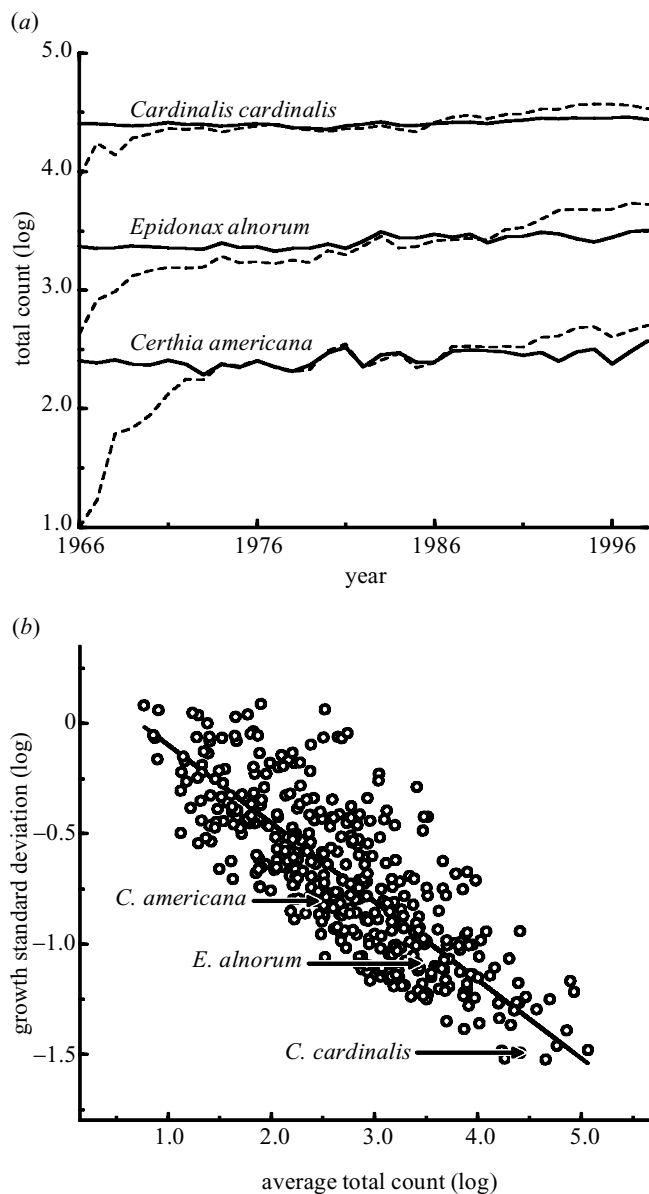 (a)
5.0
Cardinalis cardinalis
4.0
Epidonax alnorum
3.0
Certhia americana
2.0
1.0
total count (log)
1966 1976 1986 1996
year
(b)
0
−0.5
C. americana
−1.0
E. alnorum
C. cardinalis
−1.5
growth standard deviation (log)
1.0 2.0 3.0 4.0 5.0
average total count (log)